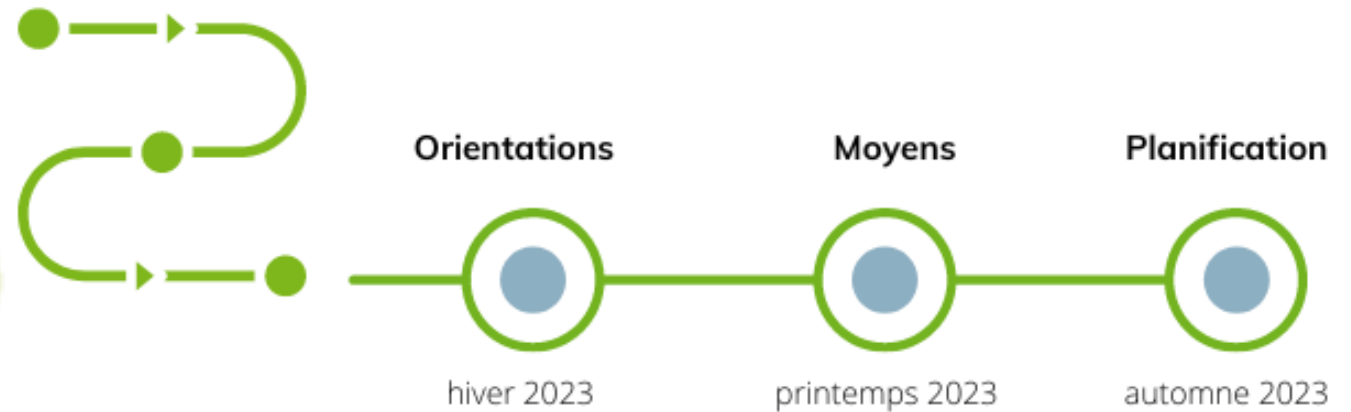 Orientations
Moyens
Planification
hiver 2023
printemps 2023
automne 2023